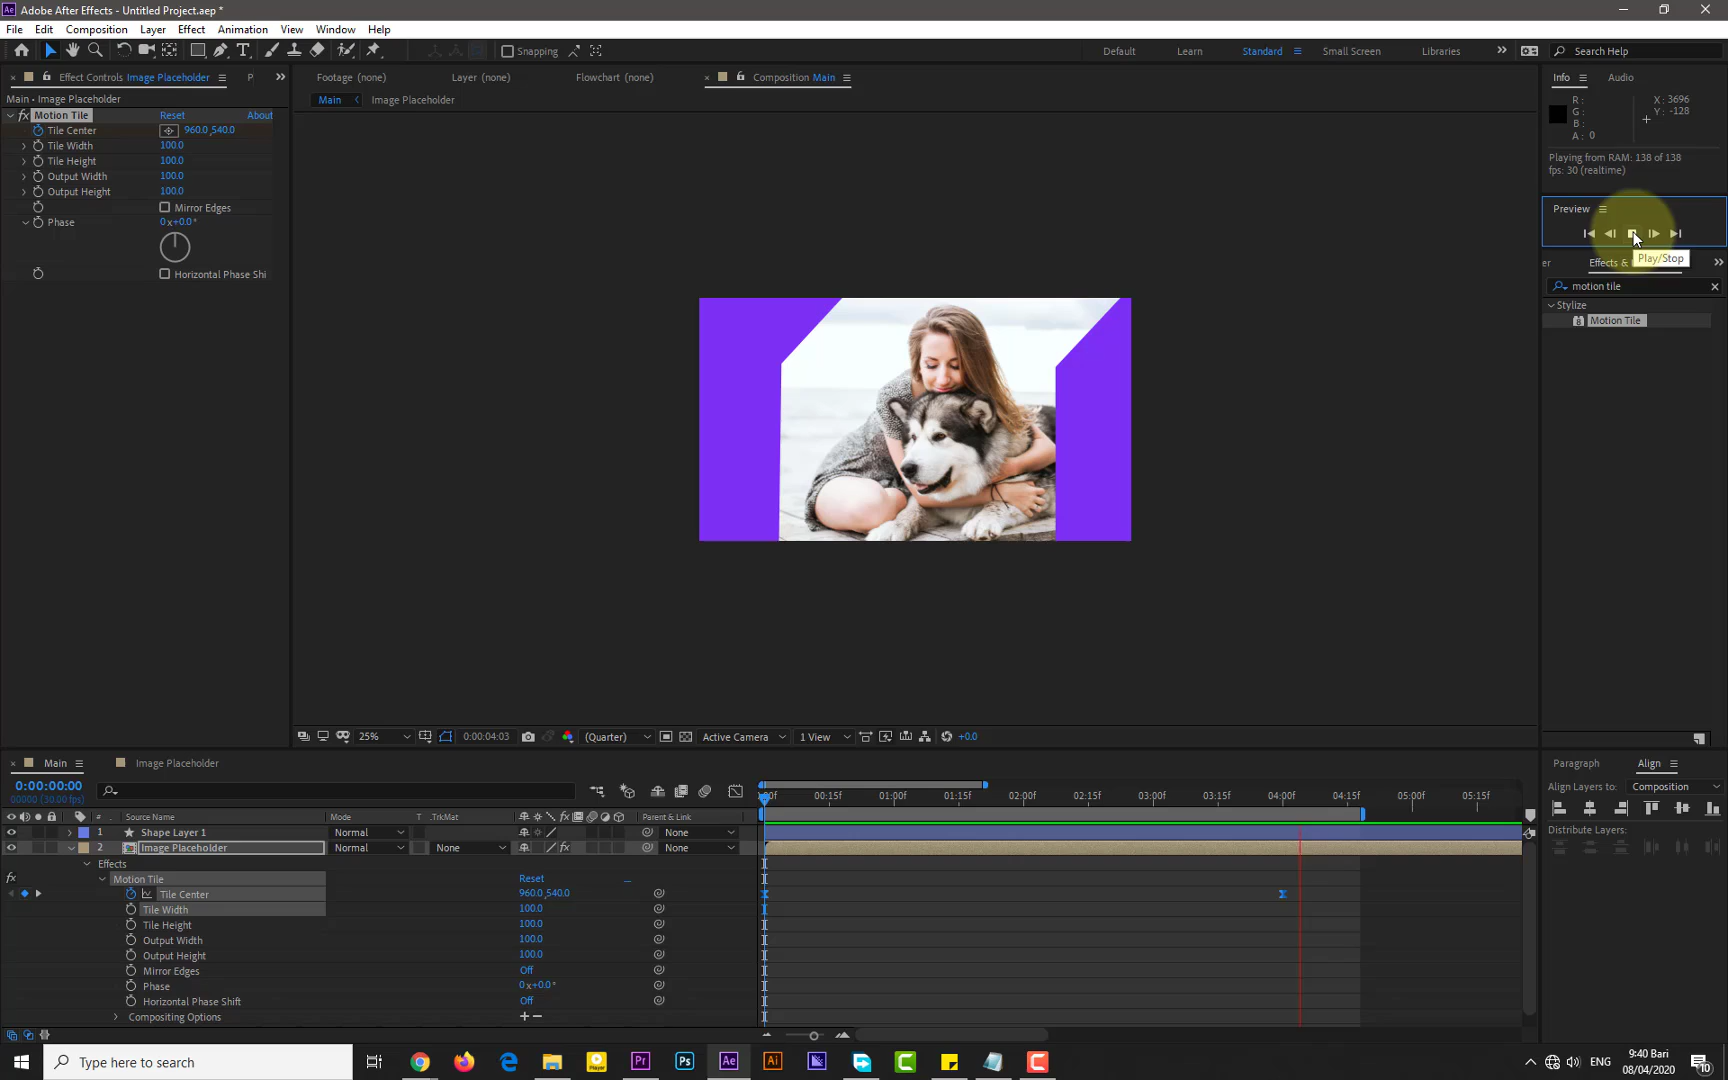 Adobe After Effects - Untitled Project.aep *
File Edit Composition Layer Effect Animation View Window Help
Snapping
Default Learn Standard Small Screen Libraries
Search Help
Effect Controls Image Placeholder P
Footage (none) Layer (none) Flowchart (none) Composition Main
Info Audio
Main • Image Placeholder
Main Image Placeholder
fx Motion Tile Reset About
Tile Center 960.0,540.0
Tile Width 100.0
Tile Height 100.0
Output Width 100.0
Output Height 100.0
Mirror Edges
Phase 0x+0.0°
Horizontal Phase Shi
R:
G:
B:
A: 0
X: 3696
Y: -128
Playing from RAM: 138 of 138
fps: 30 (realtime)
Preview
Play/Stop
er Effects &
motion tile
Stylize
8 Motion Tile
25% 0:00:04:03 (Quarter) Active Camera 1 View +0.0
Main Image Placeholder
0:00:00:00
00000 (30.00 fps)
:00f 00:15f 01:00f 01:15f 02:00f 02:15f 03:00f 03:15f 04:00f 04:15f 05:00f 05:15f
# Source Name Mode T .TrkMat Parent & Link
1 Shape Layer 1 Normal None
2 Image Placeholder Normal None None
Effects
fx Motion Tile Reset
Tile Center 960.0,540.0
Tile Width 100.0
Tile Height 100.0
Output Width 100.0
Output Height 100.0
Mirror Edges Off
Phase 0x+0.0°
Horizontal Phase Shift Off
Compositing Options
Paragraph Align
Align Layers to: Composition
Distribute Layers:
Type here to search
Player
Pr Ps Ae Ai
ENG
9:40 Bari
08/04/2020
10